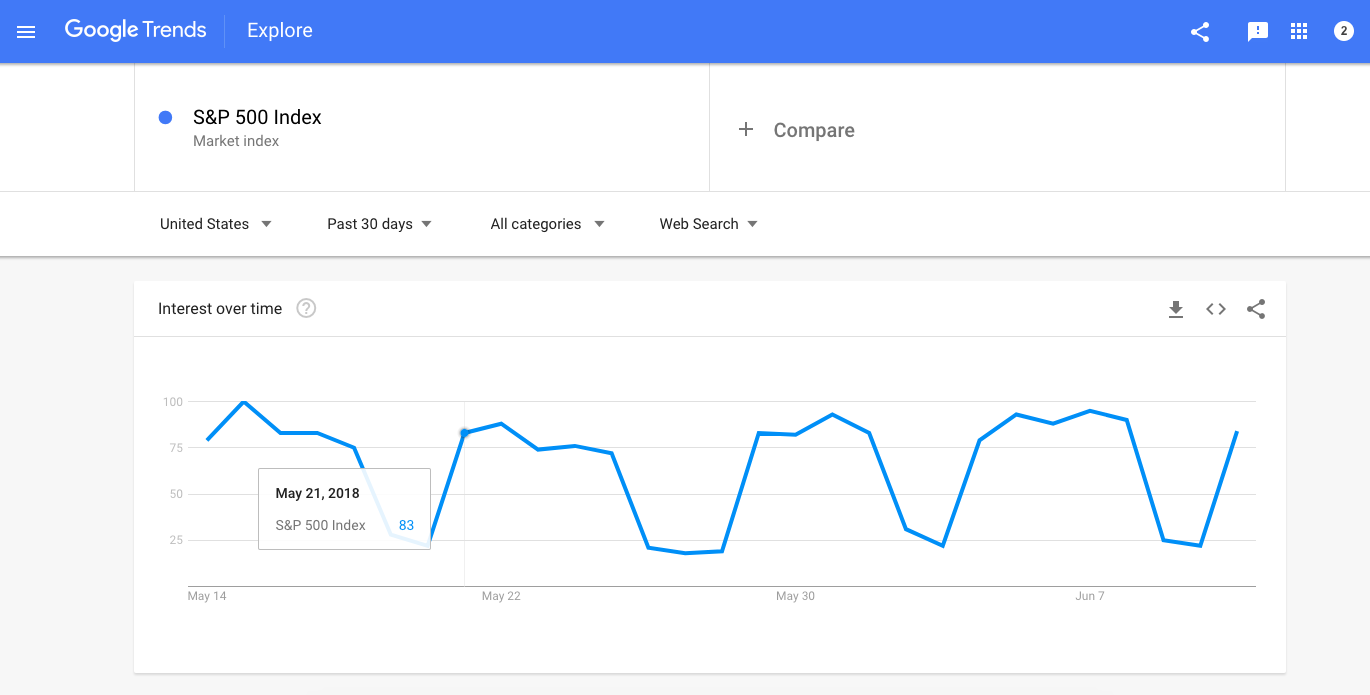 Google Trends Explore 2
S&P 500 Index
Market index
+ Compare
United States Past 30 days All categories Web Search
Interest over time ?
100
75
50
25
May 21, 2018
S&P 500 Index 83
May 14 May 22 May 30 Jun 7